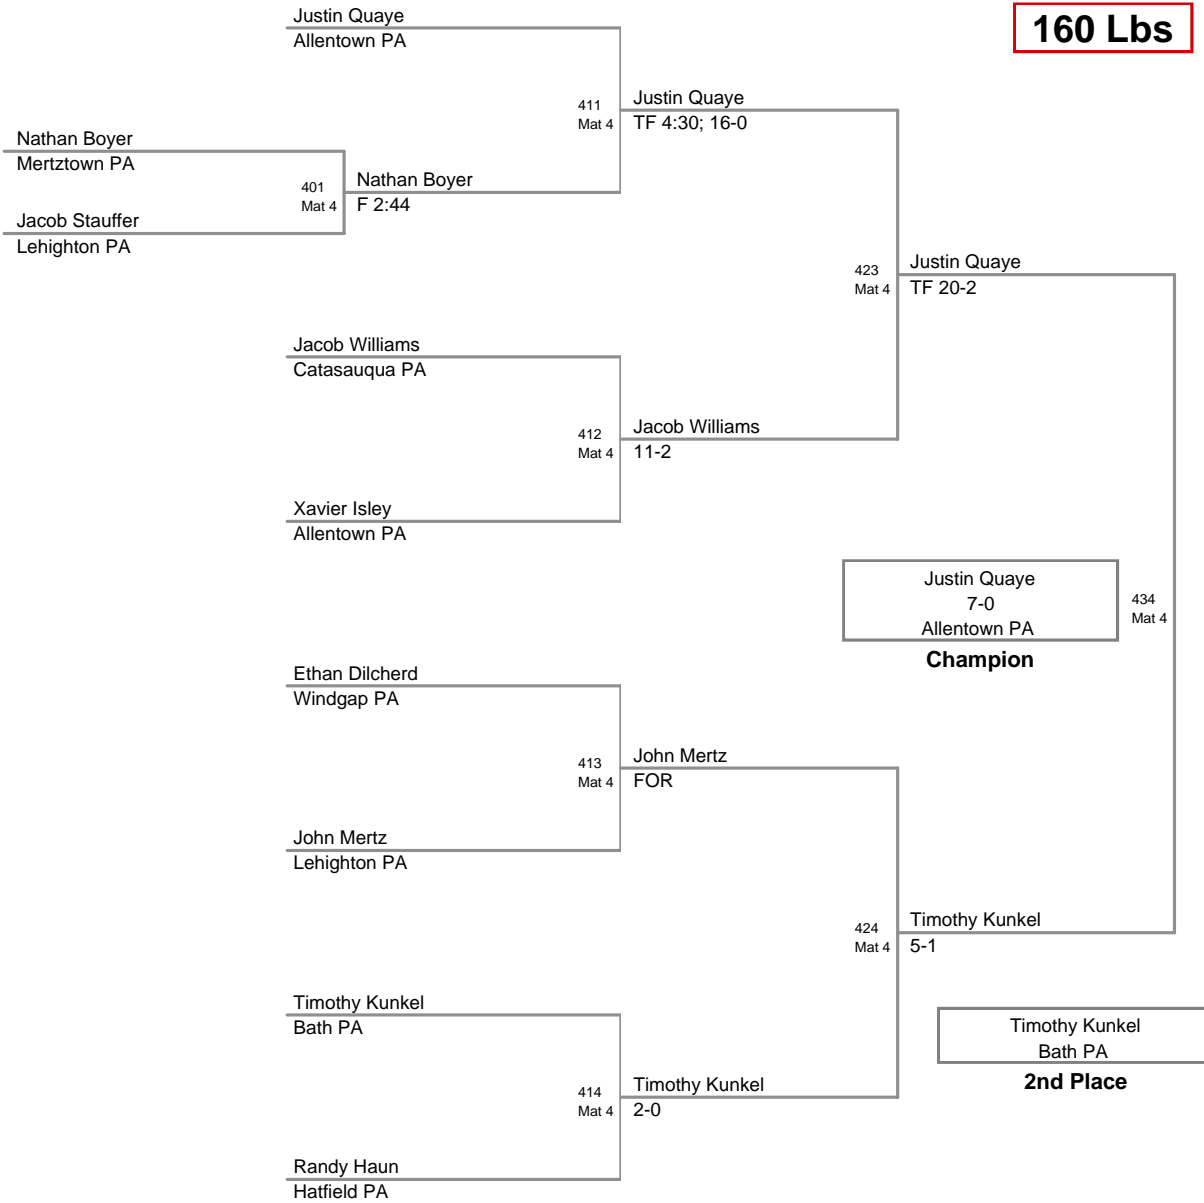 160 Lbs
Justin Quaye
Allentown PA
411
Mat 4
Justin Quaye
TF 4:30; 16-0
Nathan Boyer
Mertztown PA
401
Mat 4
Nathan Boyer
F 2:44
Jacob Stauffer
Lehighton PA
423
Mat 4
Justin Quaye
TF 20-2
Jacob Williams
Catasauqua PA
412
Mat 4
Jacob Williams
11-2
Xavier Isley
Allentown PA
Justin Quaye
7-0
Allentown PA
Champion
434
Mat 4
Ethan Dilcherd
Windgap PA
413
Mat 4
John Mertz
FOR
John Mertz
Lehighton PA
424
Mat 4
Timothy Kunkel
5-1
Timothy Kunkel
Bath PA
Timothy Kunkel
Bath PA
2nd Place
414
Mat 4
Timothy Kunkel
2-0
Randy Haun
Hatfield PA